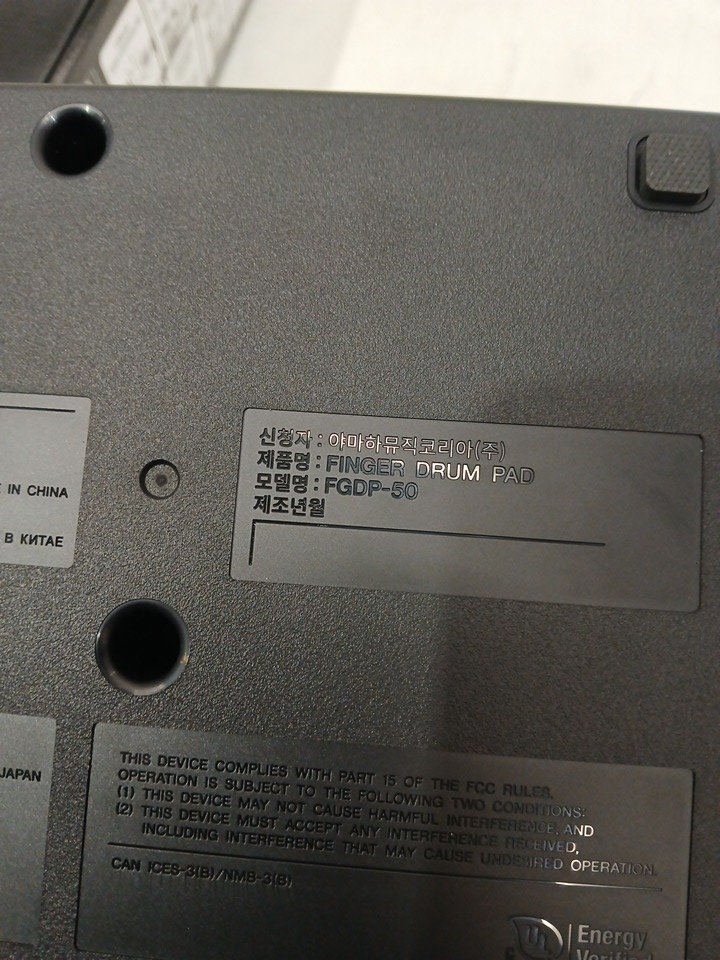 IN CHINA
В КИТАЕ
신청자 : 야마하뮤직코리아(주)
제품명 : FINGER DRUM PAD
모델명 : FGDP-50
제조년월
JAPAN
THIS DEVICE COMPLIES WITH PART 15 OF THE FCC RULES.
OPERATION IS SUBJECT TO THE FOLLOWING TWO CONDITIONS:
(1) THIS DEVICE MAY NOT CAUSE HARMFUL INTERFERENCE, AND
(2) THIS DEVICE MUST ACCEPT ANY INTERFERENCE RECEIVED,
INCLUDING INTERFERENCE THAT MAY CAUSE UNDESIRED OPERATION.
CAN ICES-3(B)/NMB-3(B)
UL Energy
Verified